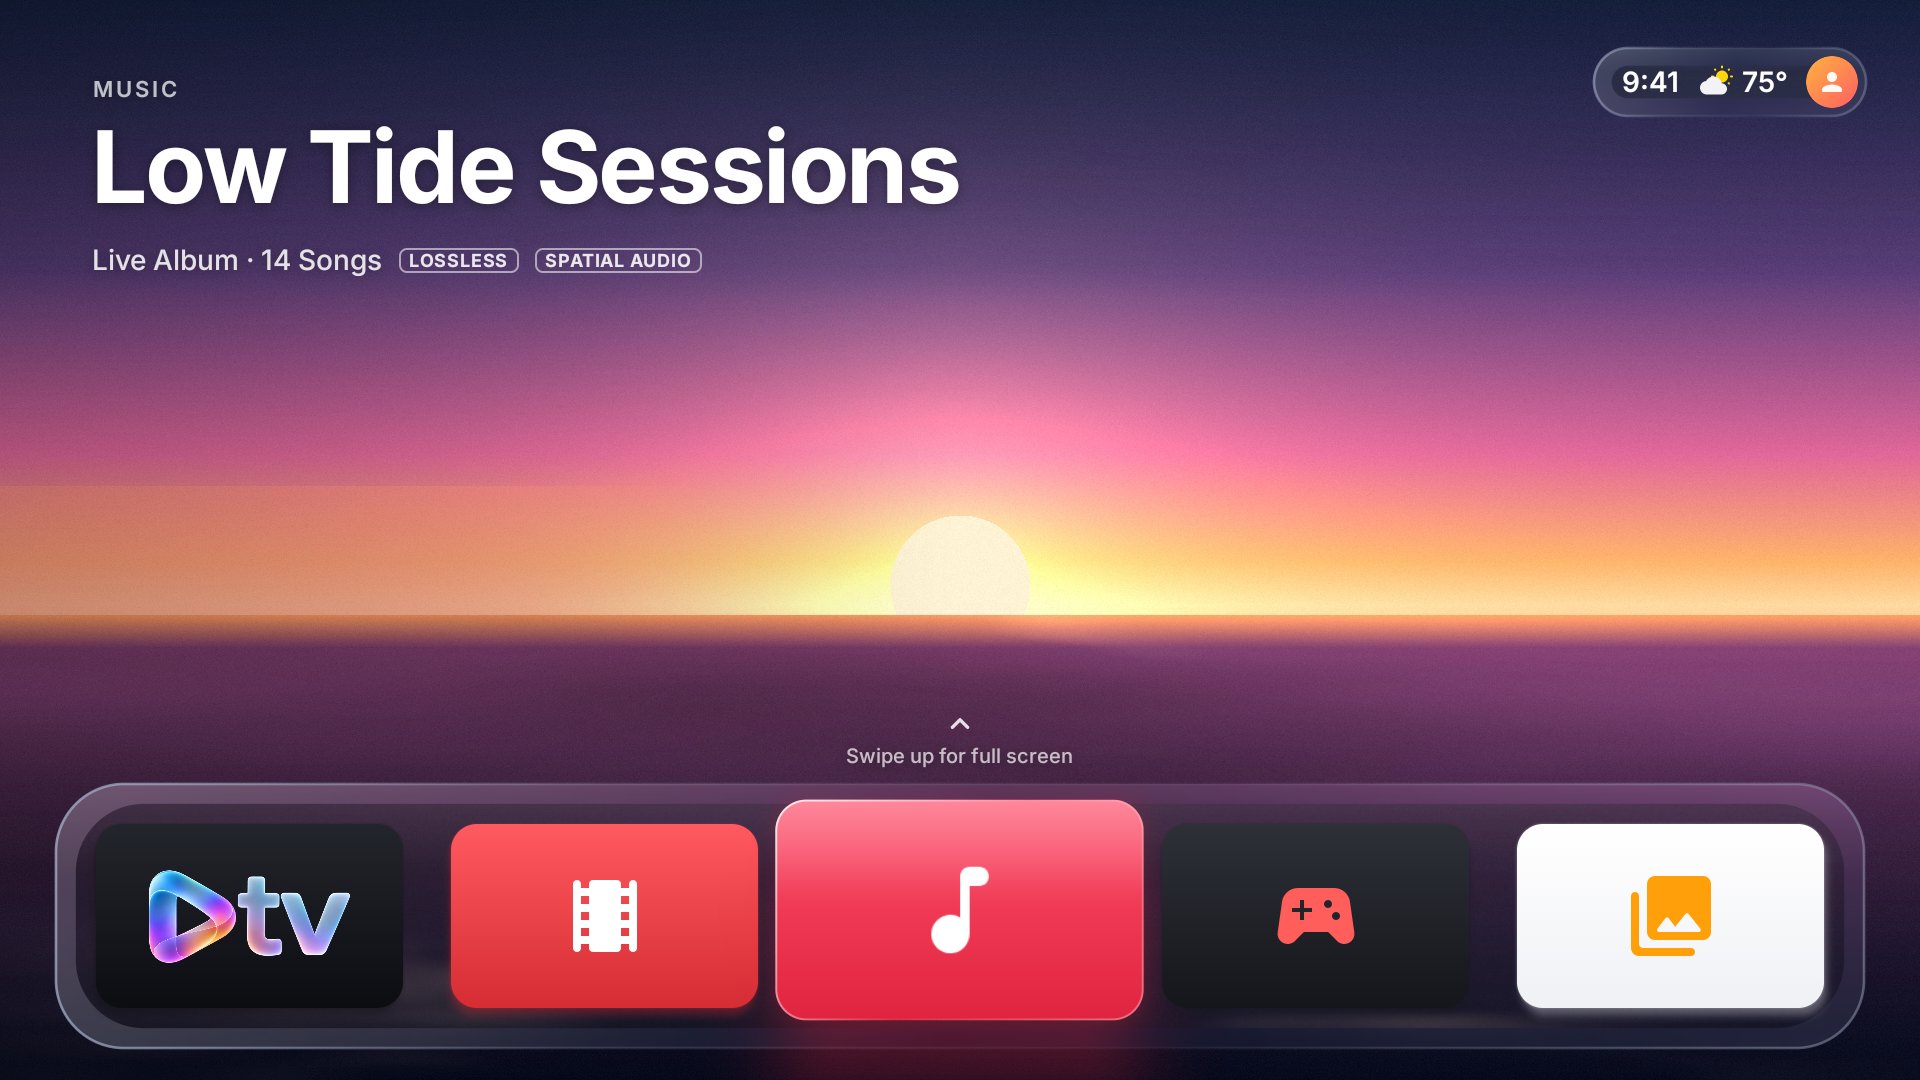 MUSIC
Low Tide Sessions
Live Album · 14 Songs LOSSLESS SPATIAL AUDIO
9:41 75°
Swipe up for full screen
tv